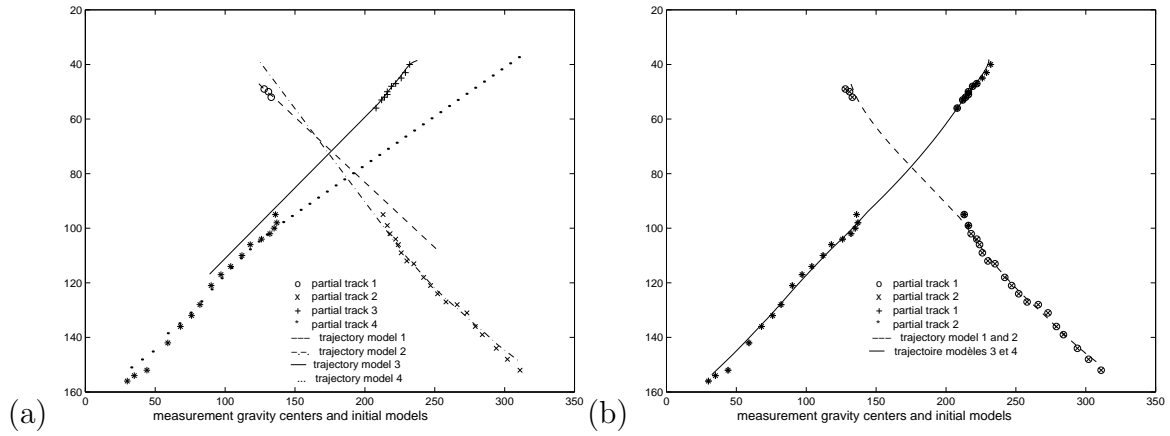 20
40
60
80
100
120
140
160
0
50
100
150
200
250
300
350
measurement gravity centers and initial models
partial track 1
partial track 2
partial track 3
partial track 4
trajectory model 1
trajectory model 2
trajectory model 3
trajectory model 4
(a)
20
40
60
80
100
120
140
160
0
50
100
150
200
250
300
350
measurement gravity centers and initial models
partial track 1
partial track 2
partial track 1
partial track 2
trajectory model 1 and 2
trajectoire modèles 3 et 4
(b)